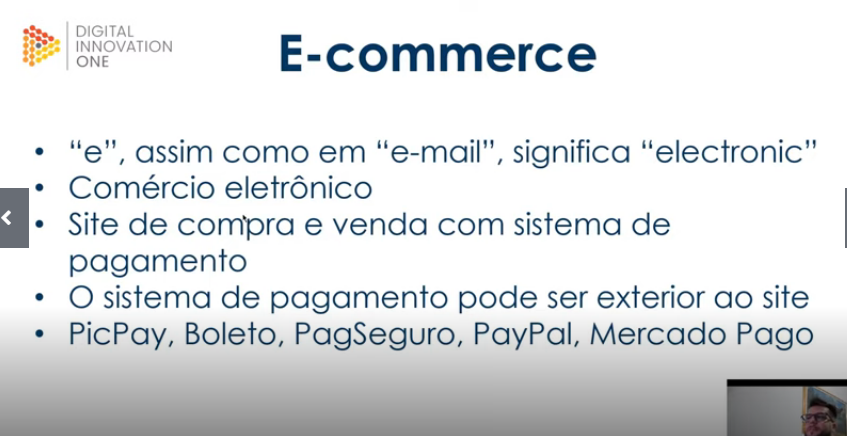 DIGITAL
INNOVATION
ONE
E-commerce
• “e”, assim como em “e-mail”, significa “electronic”
• Comércio eletrônico
• Site de compra e venda com sistema de
pagamento
• O sistema de pagamento pode ser exterior ao site
• PicPay, Boleto, PagSeguro, PayPal, Mercado Pago